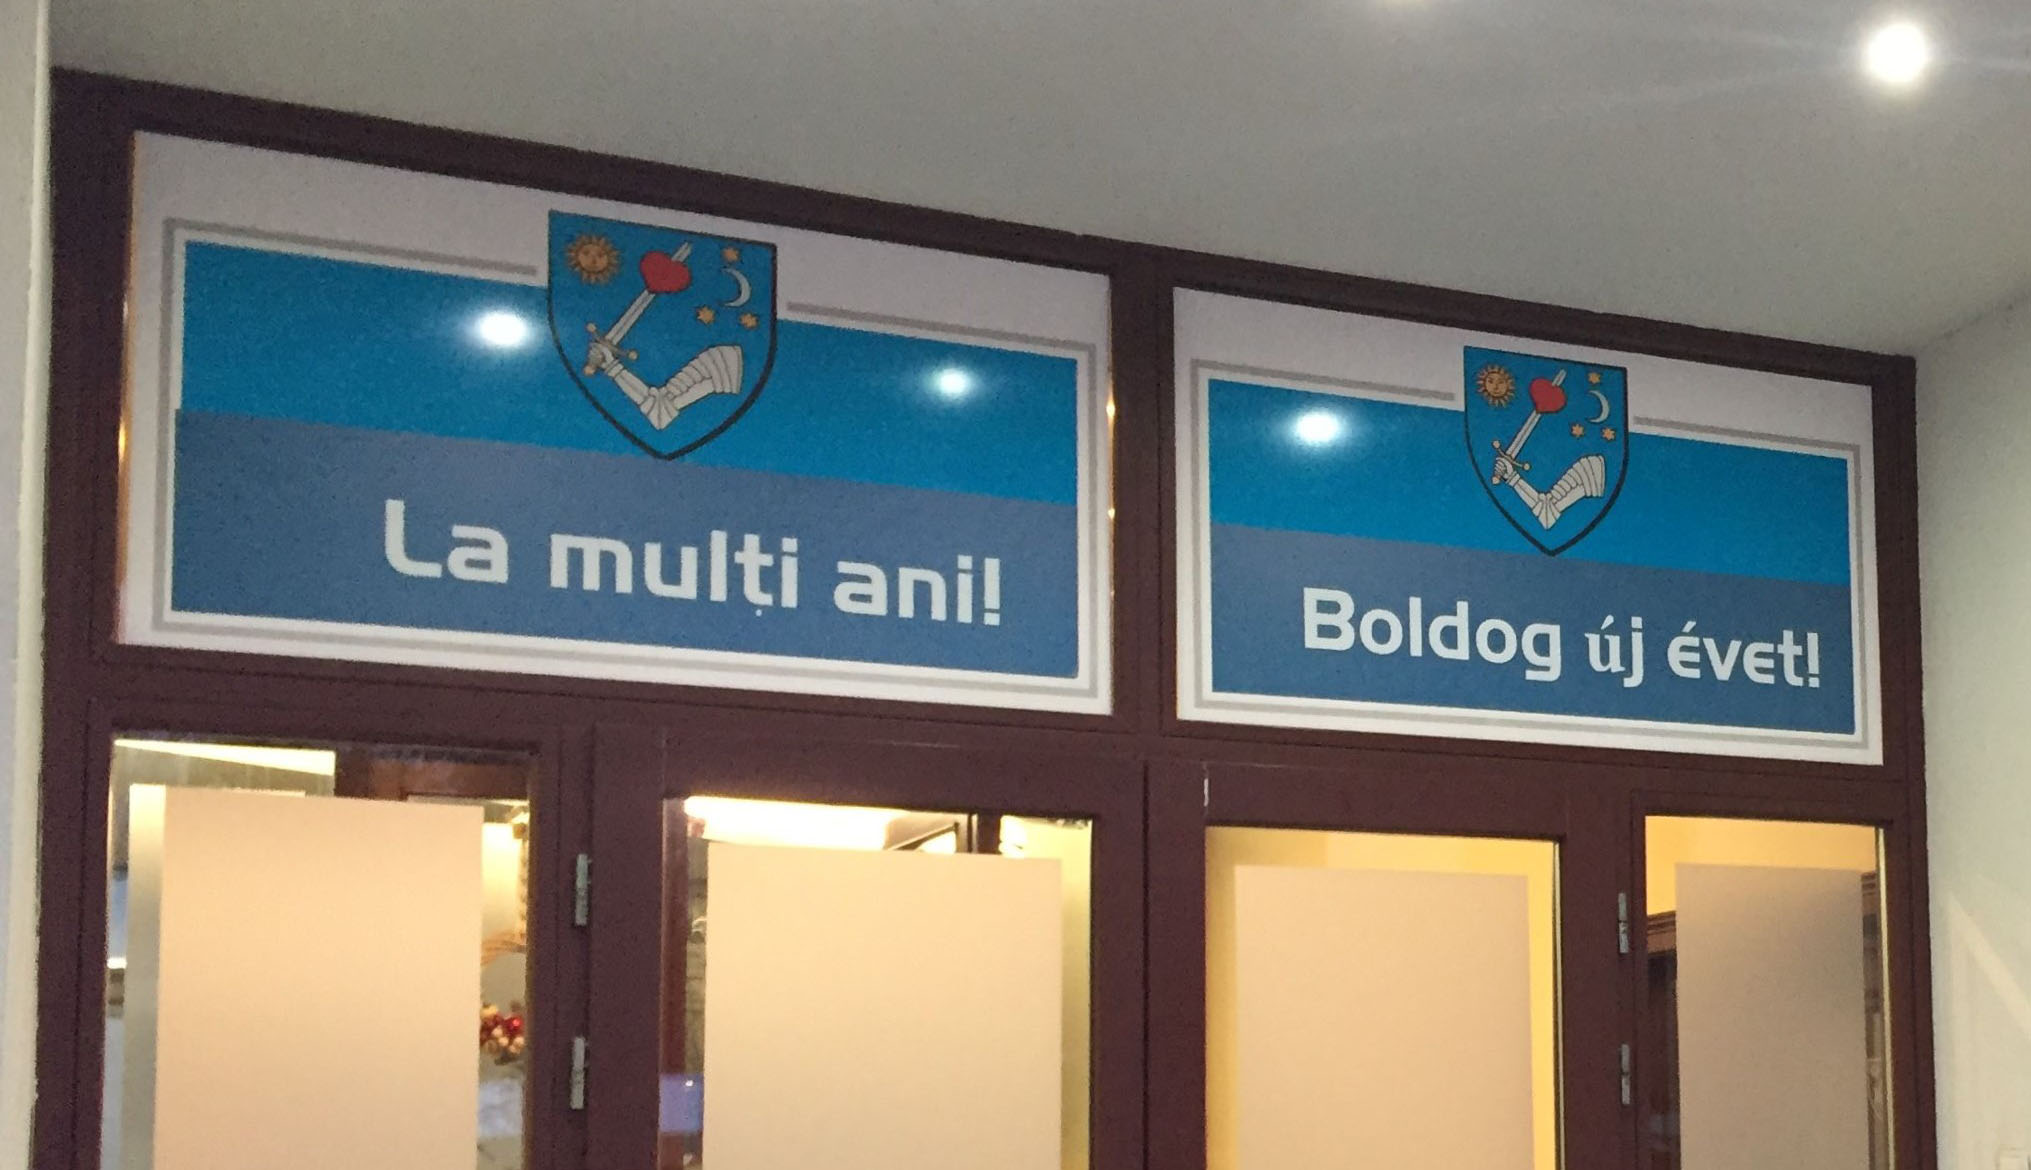 La mulți ani!
Boldog új évet!